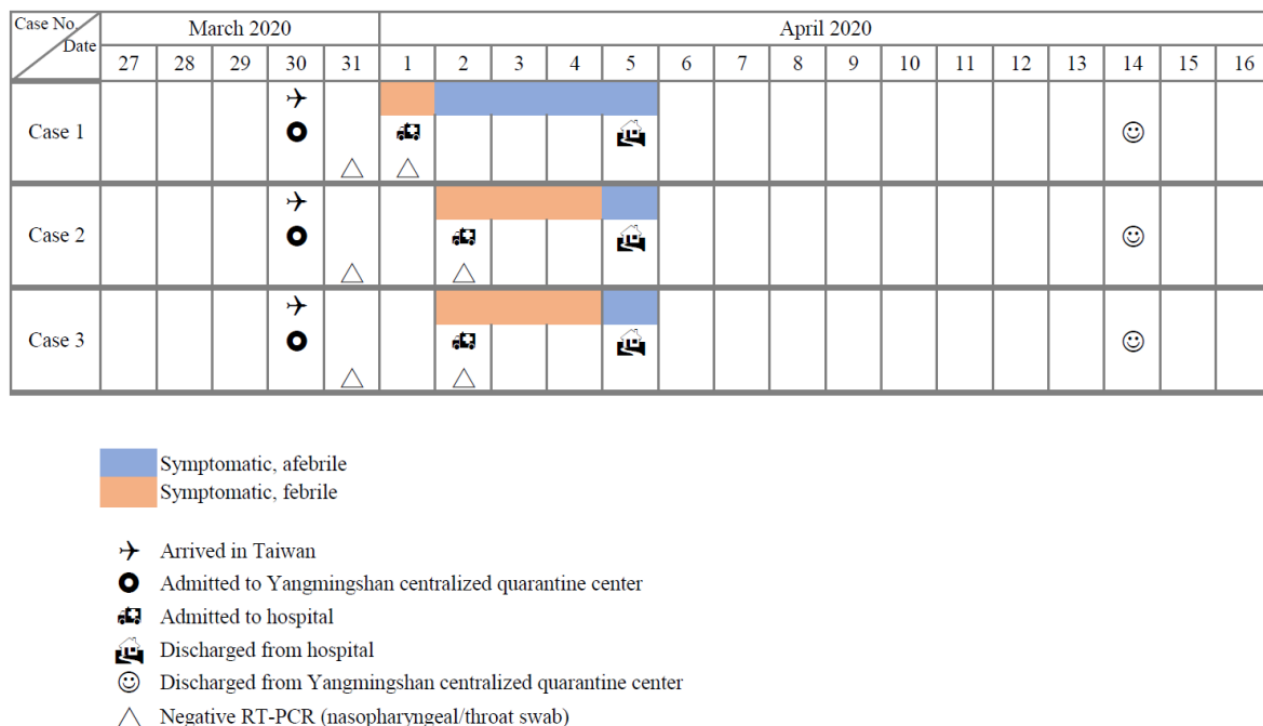 Case No.
Date
March 2020
April 2020
27 28 29 30 31 1 2 3 4 5 6 7 8 9 10 11 12 13 14 15 16
Case 1
Case 2
Case 3
Symptomatic, afebrile
Symptomatic, febrile
Arrived in Taiwan
Admitted to Yangmingshan centralized quarantine center
Admitted to hospital
Discharged from hospital
Discharged from Yangmingshan centralized quarantine center
Negative RT-PCR (nasopharyngeal/throat swab)